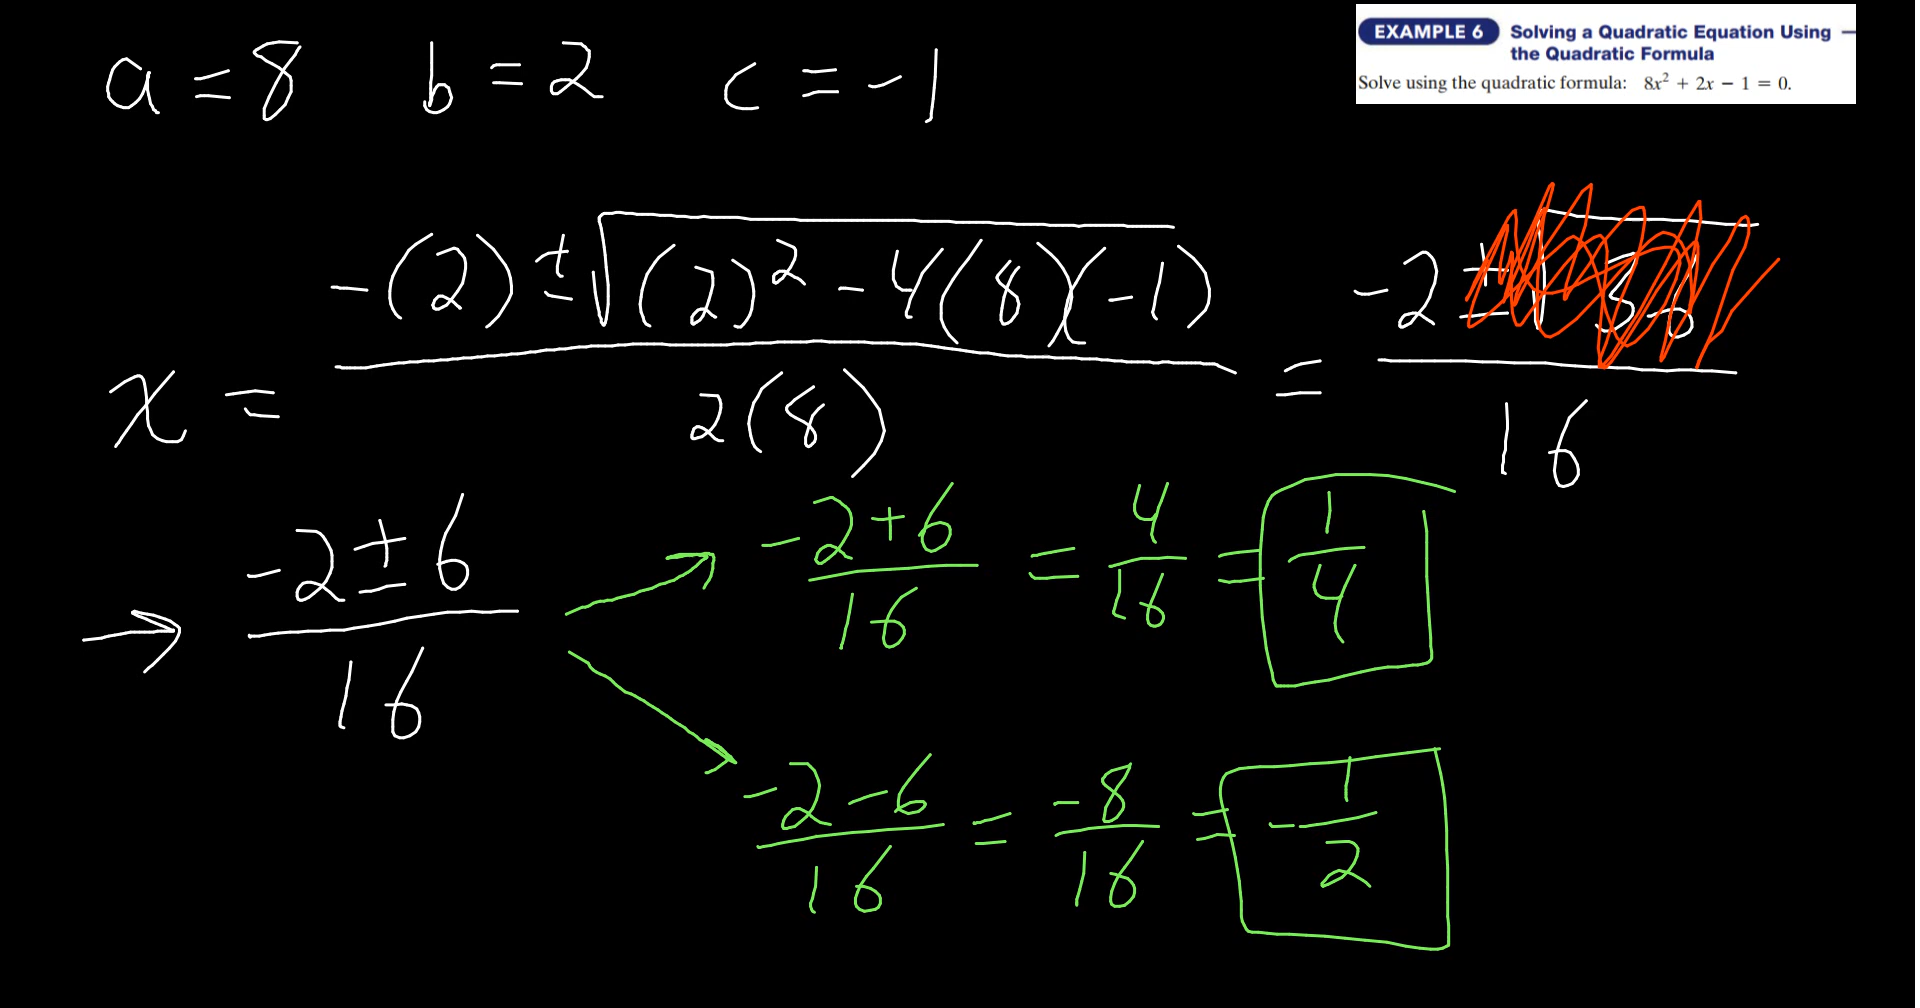 a = 8 b = 2 c = -1
EXAMPLE 6 Solving a Quadratic Equation Using
the Quadratic Formula
Solve using the quadratic formula: 8x² + 2x − 1 = 0.
x = (-(2) ± √((2)² - 4(8)(-1))) / 2(8) = (-2 ± √36) / 16
→ (-2 ± 6) / 16
(-2 + 6) / 16 = 4/16 = 1/4
(-2 - 6) / 16 = -8/16 = -1/2